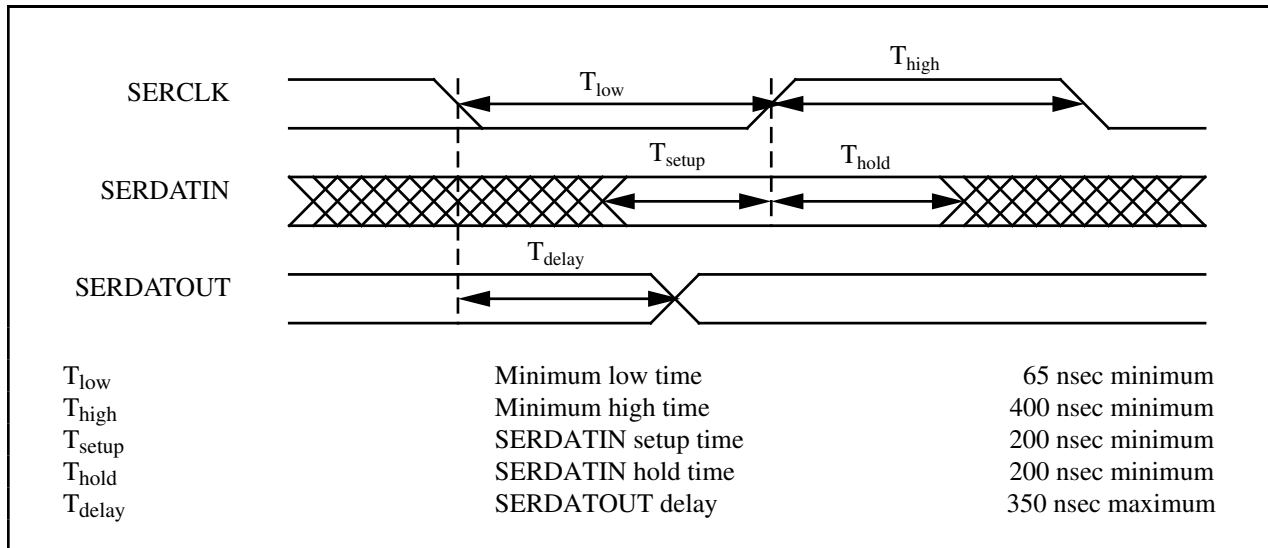 SERCLK
T_low
T_high
SERDATIN
T_setup
T_hold
SERDATOUT
T_delay
T_low Minimum low time 65 nsec minimum
T_high Minimum high time 400 nsec minimum
T_setup SERDATIN setup time 200 nsec minimum
T_hold SERDATIN hold time 200 nsec minimum
T_delay SERDATOUT delay 350 nsec maximum